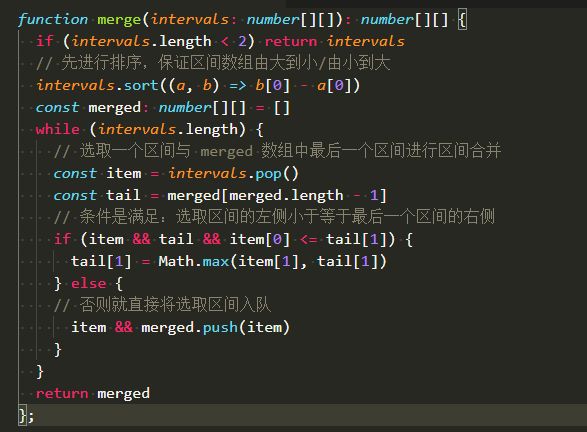 function merge(intervals: number[][]): number[][] {
if (intervals.length < 2) return intervals
// 先进行排序，保证区间数组由大到小/由小到大
intervals.sort((a, b) => b[0] - a[0])
const merged: number[][] = []
while (intervals.length) {
// 选取一个区间与 merged 数组中最后一个区间进行区间合并
const item = intervals.pop()
const tail = merged[merged.length - 1]
// 条件是满足：选取区间的左侧小于等于最后一个区间的右侧
if (item && tail && item[0] <= tail[1]) {
tail[1] = Math.max(item[1], tail[1])
} else {
// 否则就直接将选取区间入队
item && merged.push(item)
}
}
return merged
};